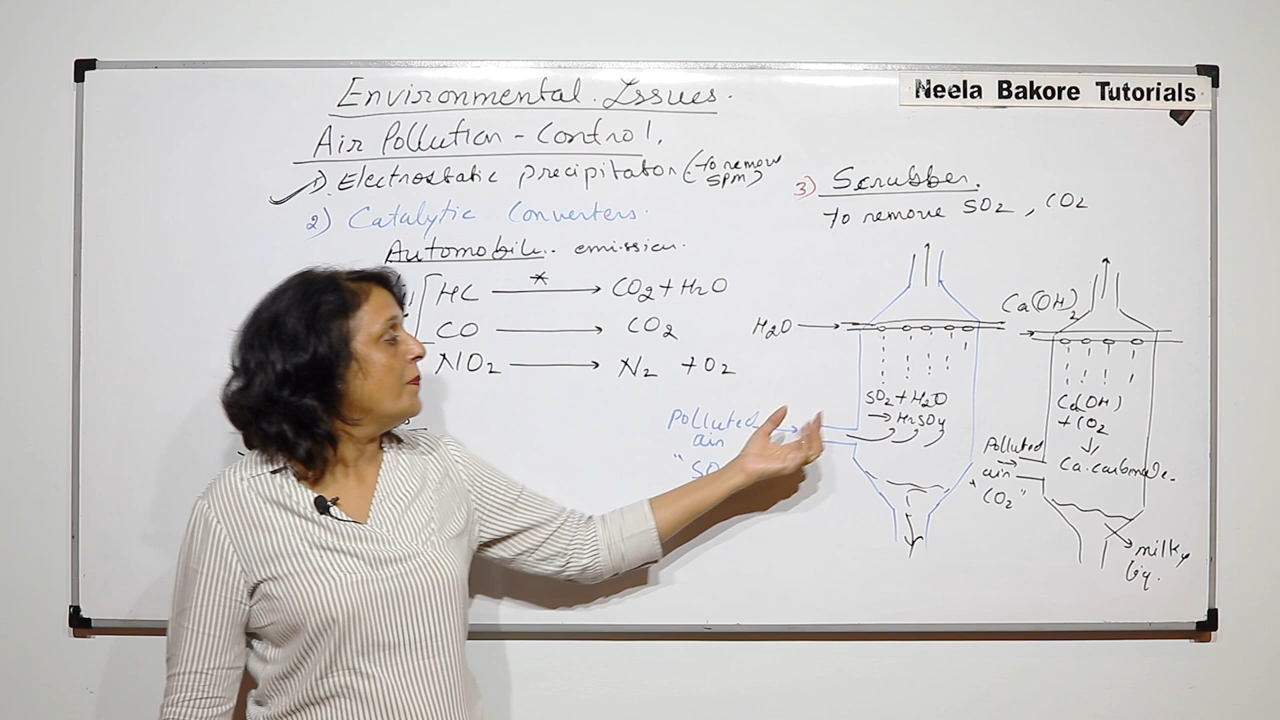 Neela Bakore Tutorials
Environmental Issues.
Air Pollution - Control.
1) Electrostatic precipitator (to remove SPM)
2) Catalytic Converters.
Automobile emission.
HC → CO2 + H2O
CO → CO2
NO2 → N2 + O2
3) Scrubber.
to remove SO2, CO2
H2O →
SO2 + H2O
→ H2SO4
Polluted
air
"SO
Ca(OH)2
Ca(OH)
+ CO2
↓
Ca. carbonate.
Polluted
air
"CO2"
milky
liq.